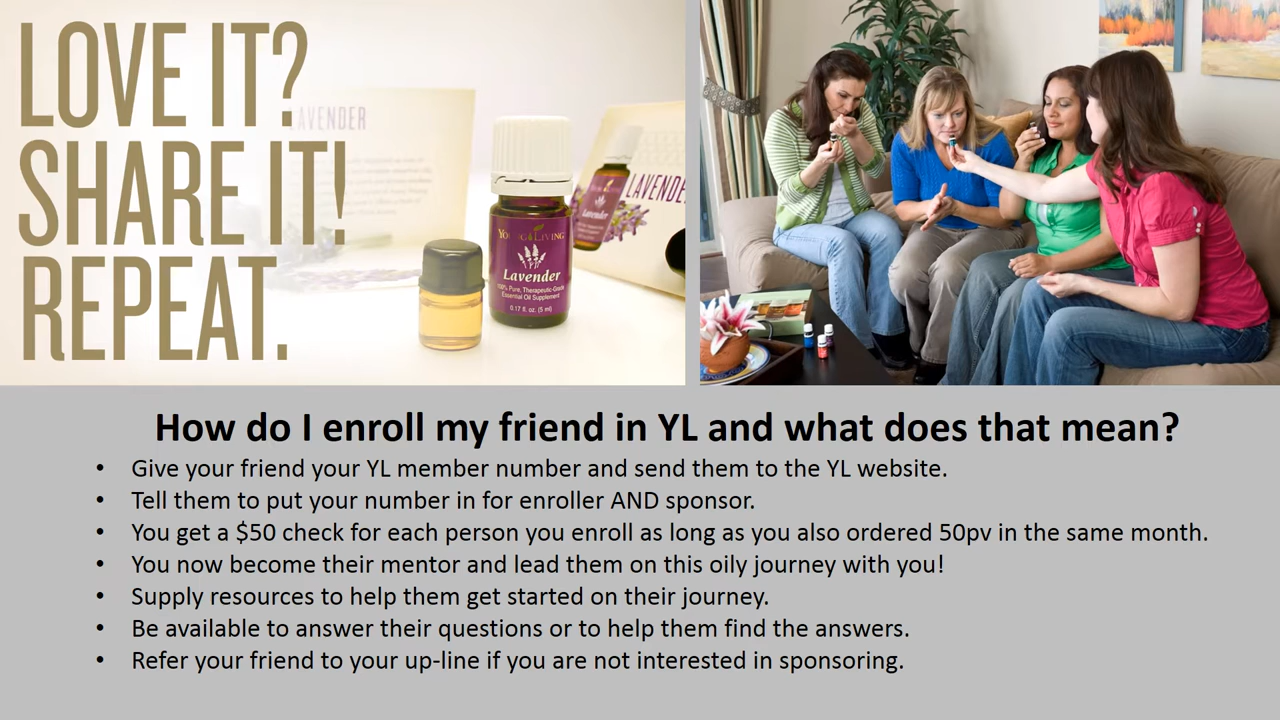 LOVE IT?
SHARE IT!
REPEAT.
LAVENDER
LAVENDE
Lavender
YOUNG LIVING
Lavender
100% Pure, Therapeutic-Grade
Essential Oil Supplement
0.17 fl. oz. (5 ml)
How do I enroll my friend in YL and what does that mean?
• Give your friend your YL member number and send them to the YL website.
• Tell them to put your number in for enroller AND sponsor.
• You get a $50 check for each person you enroll as long as you also ordered 50pv in the same month.
• You now become their mentor and lead them on this oily journey with you!
• Supply resources to help them get started on their journey.
• Be available to answer their questions or to help them find the answers.
• Refer your friend to your up-line if you are not interested in sponsoring.